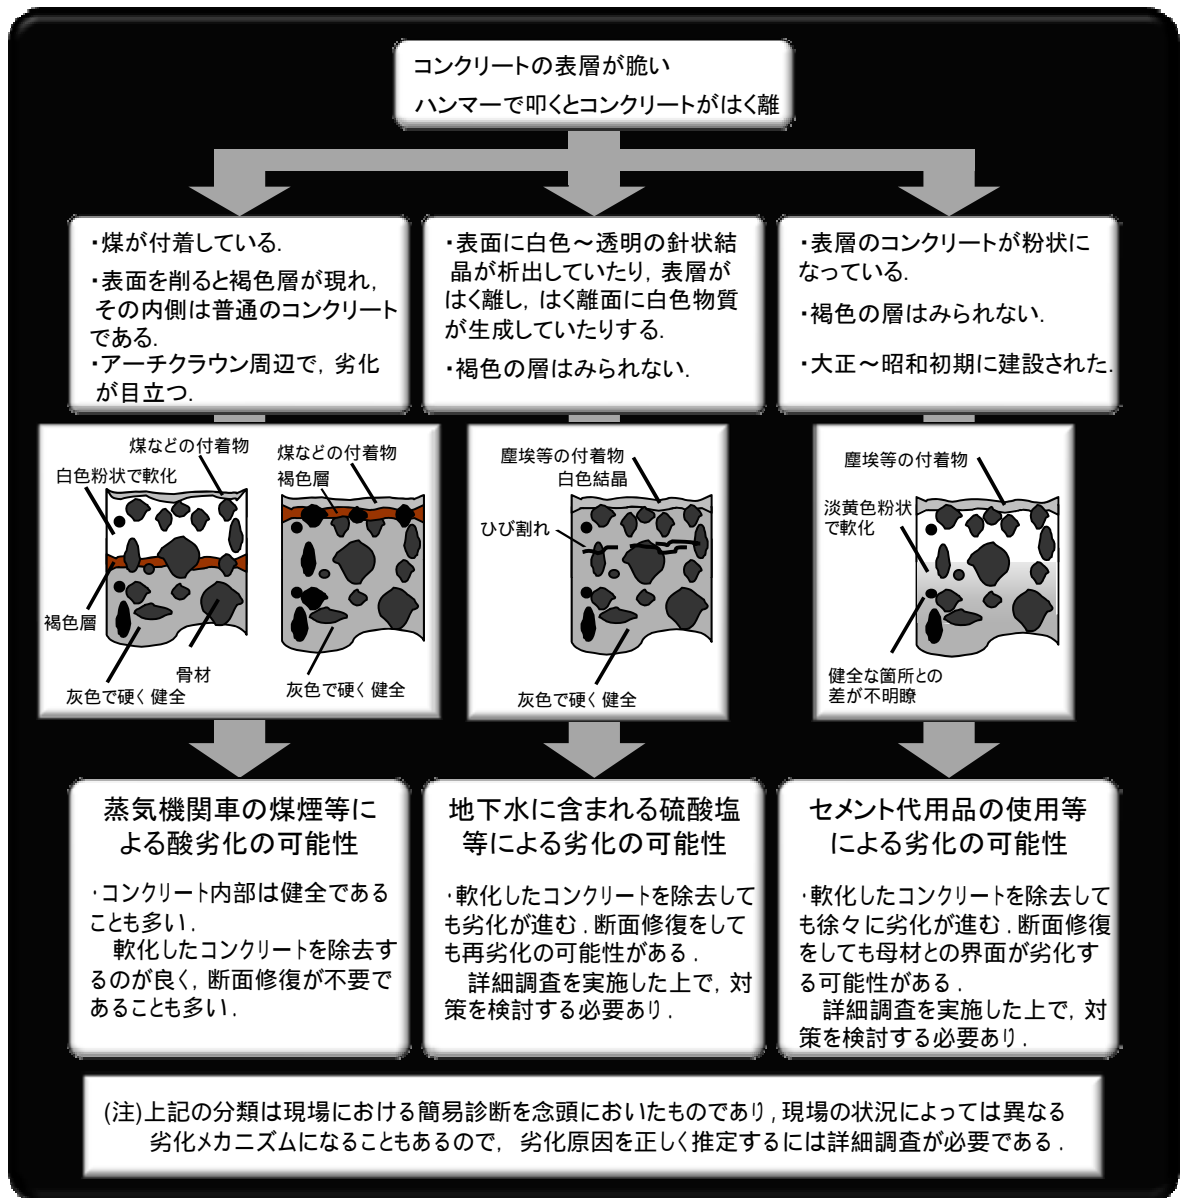 コンクリートの表層が脆い
ハンマーで叩くとコンクリートがはく離
・煤が付着している.
・表面を削ると褐色層が現れ,
その内側は普通のコンクリート
である.
・アーチクラウン周辺で, 劣化
が目立つ.
・表面に白色～透明の針状結
晶が析出していたり, 表層が
はく離し, はく離面に白色物質
が生成していたりする.
・褐色の層はみられない.
・表層のコンクリートが粉状に
なっている.
・褐色の層はみられない.
・大正～昭和初期に建設された.
煤などの付着物
白色粉状で軟化
褐色層
骨材
灰色で硬く健全
煤などの付着物
褐色層
灰色で硬く健全
塵埃等の付着物
白色結晶
ひび割れ
灰色で硬く健全
塵埃等の付着物
淡黄色粉状
で軟化
健全な箇所との
差が不明瞭
蒸気機関車の煤煙等に
よる酸劣化の可能性
・コンクリート内部は健全である
ことも多い.
軟化したコンクリートを除去す
るのが良く, 断面修復が不要で
あることも多い.
地下水に含まれる硫酸塩
等による劣化の可能性
・軟化したコンクリートを除去して
も劣化が進む. 断面修復をして
も再劣化の可能性がある.
詳細調査を実施した上で, 対
策を検討する必要あり.
セメント代用品の使用等
による劣化の可能性
・軟化したコンクリートを除去して
も徐々に劣化が進む. 断面修復
をしても母材との界面が劣化す
る可能性がある.
詳細調査を実施した上で, 対
策を検討する必要あり.
(注)上記の分類は現場における簡易診断を念頭においたものであり, 現場の状況によっては異なる
劣化メカニズムになることもあるので, 劣化原因を正しく推定するには詳細調査が必要である.